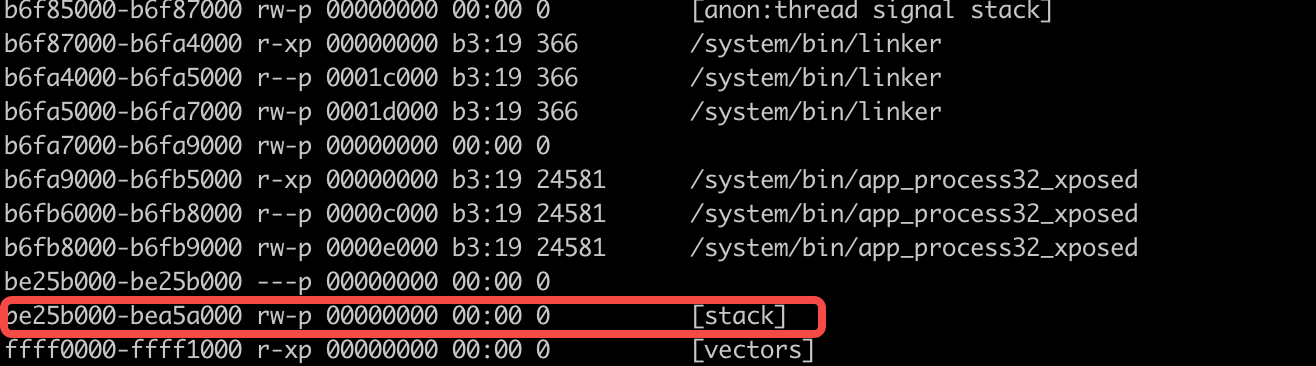 b6f85000-b6f87000 rw-p 00000000 00:00 0 [anon:thread signal stack]
b6f87000-b6fa4000 r-xp 00000000 b3:19 366 /system/bin/linker
b6fa4000-b6fa5000 r--p 0001c000 b3:19 366 /system/bin/linker
b6fa5000-b6fa7000 rw-p 0001d000 b3:19 366 /system/bin/linker
b6fa7000-b6fa9000 rw-p 00000000 00:00 0
b6fa9000-b6fb5000 r-xp 00000000 b3:19 24581 /system/bin/app_process32_xposed
b6fb6000-b6fb8000 r--p 0000c000 b3:19 24581 /system/bin/app_process32_xposed
b6fb8000-b6fb9000 rw-p 0000e000 b3:19 24581 /system/bin/app_process32_xposed
be25b000-be25b000 ---p 00000000 00:00 0
be25b000-bea5a000 rw-p 00000000 00:00 0 [stack]
ffff0000-ffff1000 r-xp 00000000 00:00 0 [vectors]